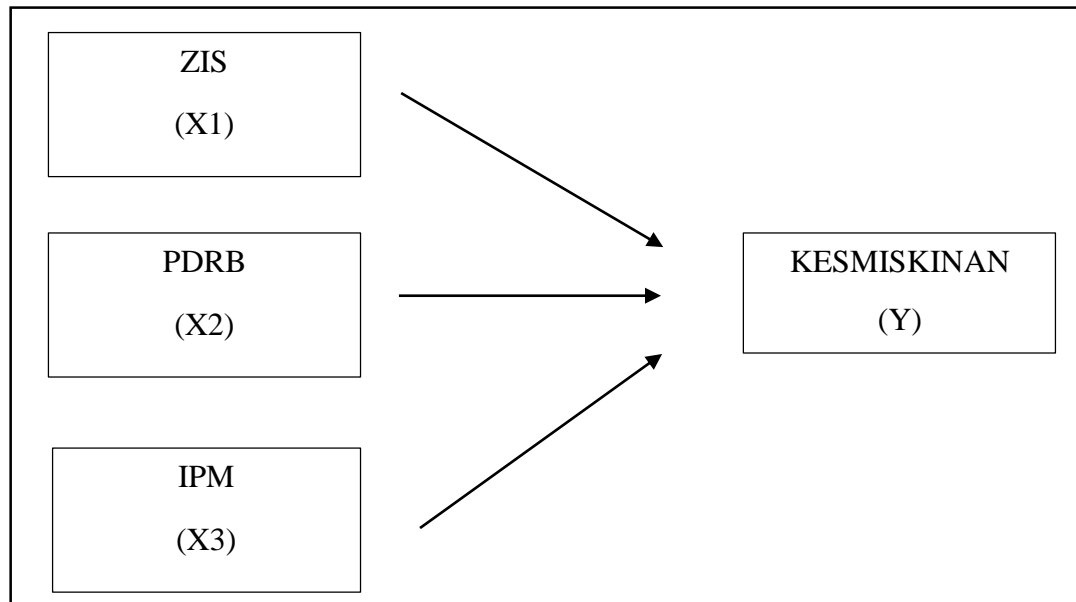 ZIS
(X1)
PDRB
(X2)
KESMISKINAN
(Y)
IPM
(X3)